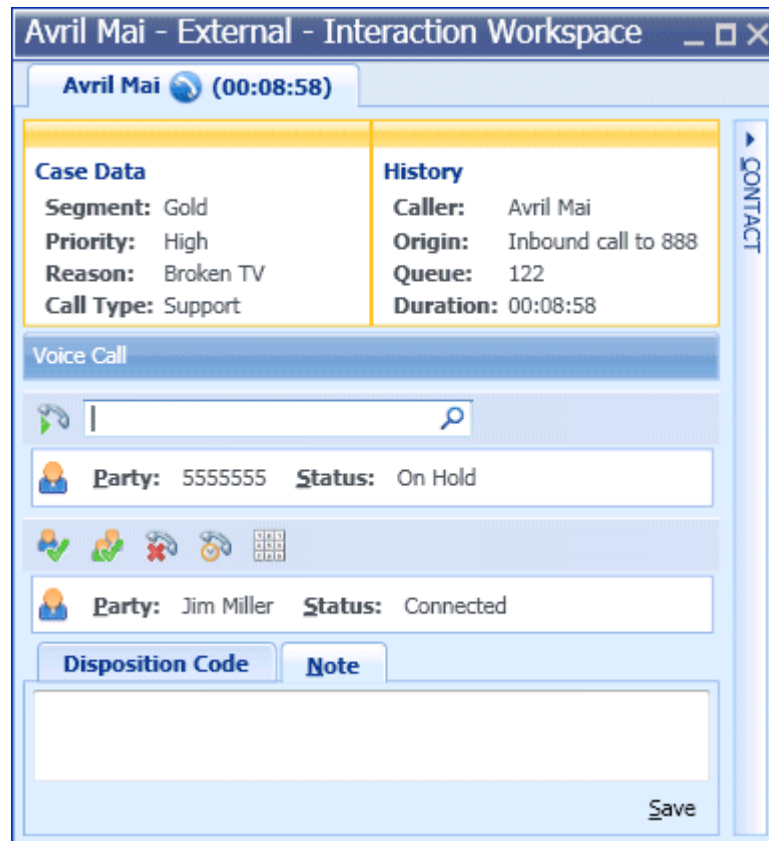 Avril Mai - External - Interaction Workspace
Avril Mai (00:08:58)
Case Data
Segment: Gold
Priority: High
Reason: Broken TV
Call Type: Support
History
Caller: Avril Mai
Origin: Inbound call to 888
Queue: 122
Duration: 00:08:58
CONTACT
Voice Call
Party: 5555555 Status: On Hold
Party: Jim Miller Status: Connected
Disposition Code Note
Save